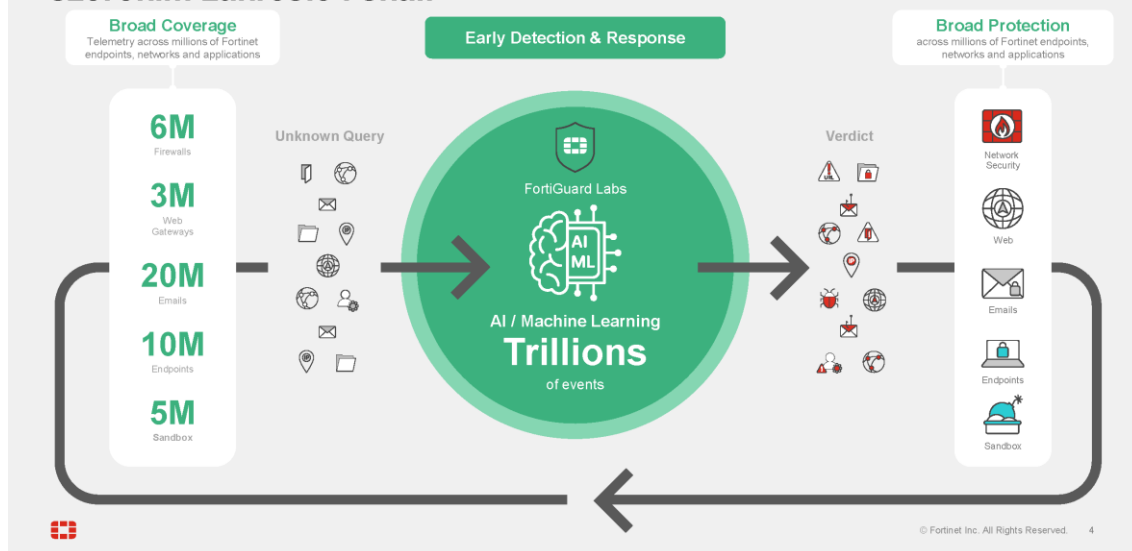 Broad Coverage
Telemetry across millions of Fortinet
endpoints, networks and applications
Early Detection & Response
Broad Protection
across millions of Fortinet endpoints,
networks and applications
6M
Firewalls
3M
Web
Gateways
20M
Emails
10M
Endpoints
5M
Sandbox
Unknown Query
FortiGuard Labs
AI
ML
AI / Machine Learning
Trillions
of events
Verdict
URL
Network
Security
Web
Emails
Endpoints
Sandbox
© Fortinet Inc. All Rights Reserved. 4